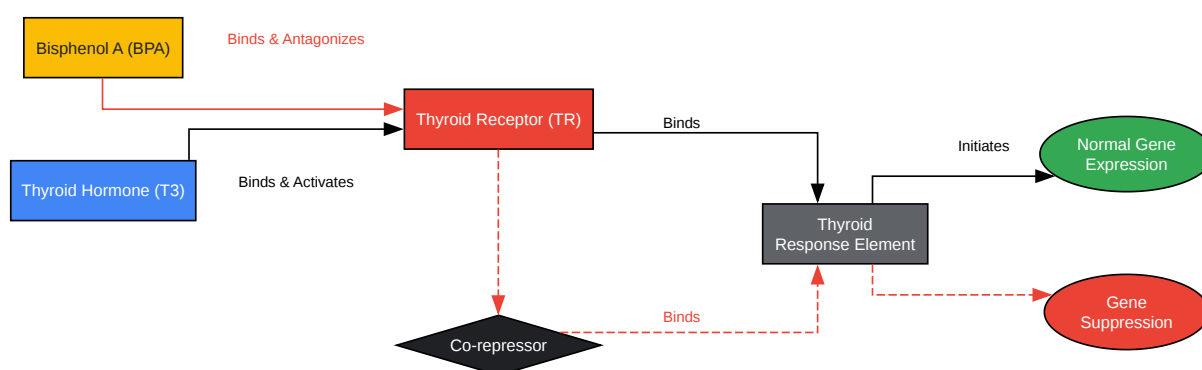 Bisphenol A (BPA)
Binds & Antagonizes
Thyroid Receptor (TR)
Binds
Thyroid Hormone (T3)
Binds & Activates
Initiates
Normal Gene
Expression
Thyroid
Response Element
Gene
Suppression
Binds
Co-repressor